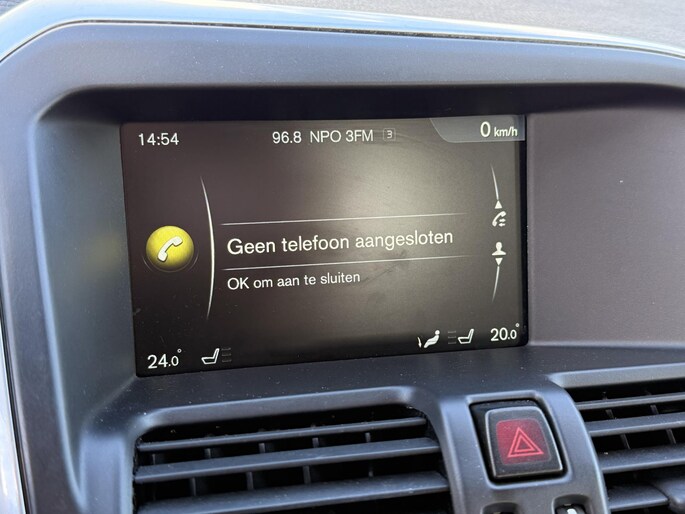 14:54 96.8 NPO 3FM 3 0 km/h
Geen telefoon aangesloten
OK om aan te sluiten
24.0° 20.0°